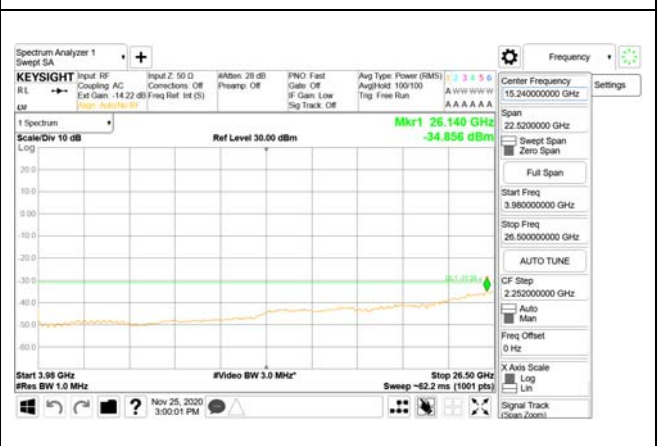 Spectrum Analyzer 1
Swept SA
Frequency
KEYSIGHT
RL
Input: RF
Coupling: AC
Ext Gain: -14.22 dB
Align: Auto/No RF
Input Z: 50 Ω
Corrections: Off
Freq Ref: Int (S)
#Atten: 28 dB
Preamp: Off
PNO: Fast
Gate: Off
IF Gain: Low
Sig Track: Off
Avg Type: Power (RMS)
Avg|Hold: 100/100
Trig: Free Run
1 2 3 4 5 6
A W W W W W
A A A A A A
1 Spectrum
Scale/Div 10 dB
Ref Level 30.00 dBm
Mkr1 26.140 GHz
-34.856 dBm
Log
20.0
10.0
0.00
-10.0
-20.0
-30.0
-40.0
-50.0
-60.0
Start 3.98 GHz
#Res BW 1.0 MHz
#Video BW 3.0 MHz*
Stop 26.50 GHz
Sweep ~62.2 ms (1001 pts)
Nov 25, 2020
3:00:01 PM
Settings
Center Frequency
15.240000000 GHz
Span
22.5200000 GHz
Swept Span
Zero Span
Full Span
Start Freq
3.980000000 GHz
Stop Freq
26.500000000 GHz
AUTO TUNE
CF Step
2.252000000 GHz
Auto
Man
Freq Offset
0 Hz
X Axis Scale
Log
Lin
Signal Track
(Span Zoom)